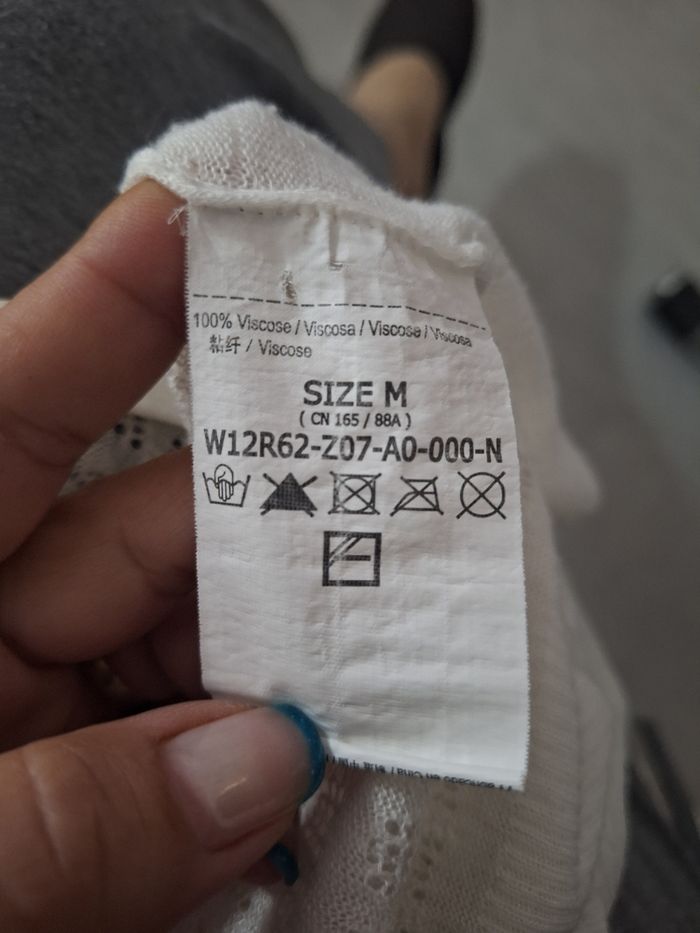 100% Viscose / Viscosa / Viscose / Viscosa
粘纤 / Viscose
SIZE M
( CN 165 / 88A )
W12R62-Z07-A0-000-N